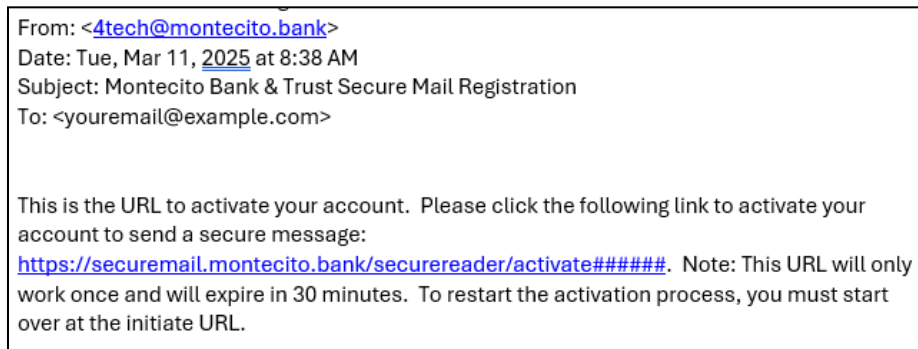 From: <4tech@montecito.bank>
Date: Tue, Mar 11, 2025 at 8:38 AM
Subject: Montecito Bank & Trust Secure Mail Registration
To: <youremail@example.com>
This is the URL to activate your account.  Please click the following link to activate your
account to send a secure message:
https://securemail.montecito.bank/securereader/activate######.  Note: This URL will only
work once and will expire in 30 minutes.  To restart the activation process, you must start
over at the initiate URL.